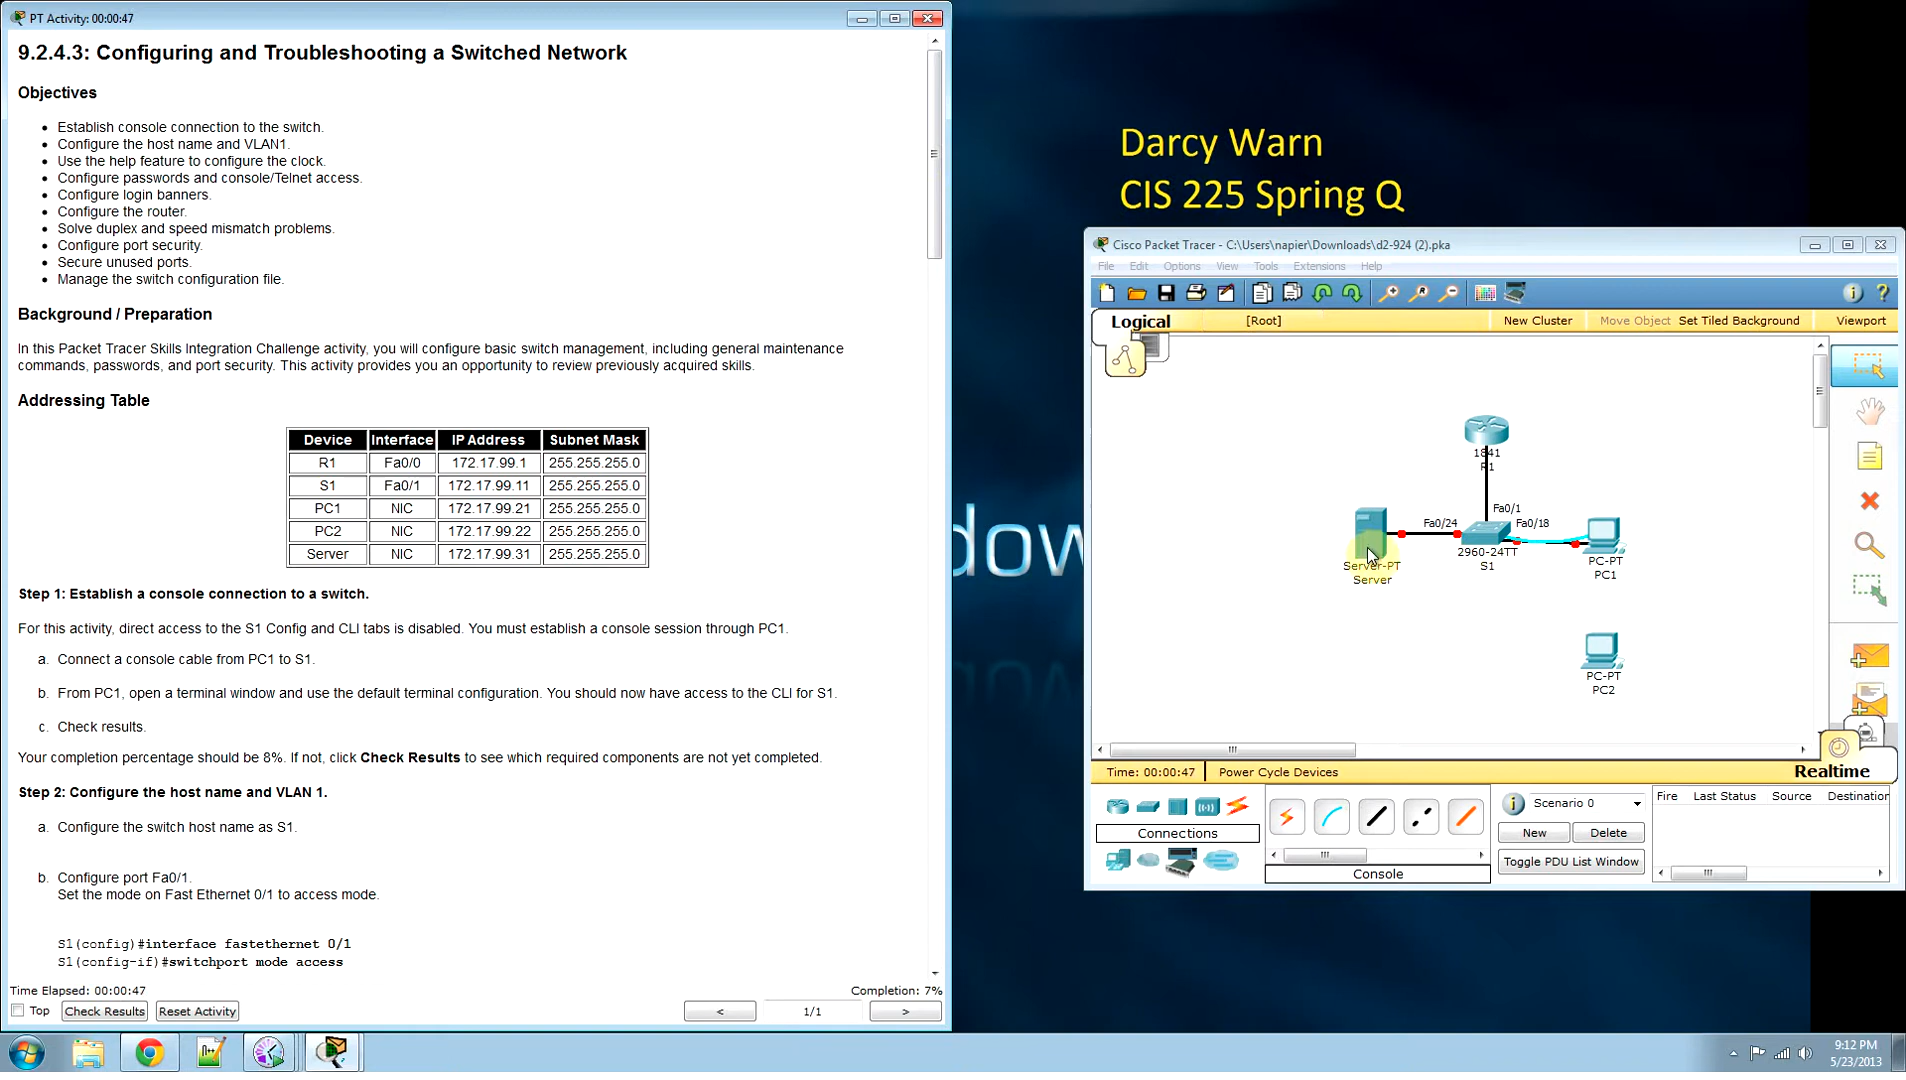 PT Activity: 00:00:47
9.2.4.3: Configuring and Troubleshooting a Switched Network
Objectives
Establish console connection to the switch.
Configure the host name and VLAN1.
Use the help feature to configure the clock.
Configure passwords and console/Telnet access.
Configure login banners.
Configure the router.
Solve duplex and speed mismatch problems.
Configure port security.
Secure unused ports.
Manage the switch configuration file.
Background / Preparation
In this Packet Tracer Skills Integration Challenge activity, you will configure basic switch management, including general maintenance
commands, passwords, and port security. This activity provides you an opportunity to review previously acquired skills.
Addressing Table
Device Interface IP Address Subnet Mask
R1 Fa0/0 172.17.99.1 255.255.255.0
S1 Fa0/1 172.17.99.11 255.255.255.0
PC1 NIC 172.17.99.21 255.255.255.0
PC2 NIC 172.17.99.22 255.255.255.0
Server NIC 172.17.99.31 255.255.255.0
Step 1: Establish a console connection to a switch.
For this activity, direct access to the S1 Config and CLI tabs is disabled. You must establish a console session through PC1.
a. Connect a console cable from PC1 to S1.
b. From PC1, open a terminal window and use the default terminal configuration. You should now have access to the CLI for S1.
c. Check results.
Your completion percentage should be 8%. If not, click Check Results to see which required components are not yet completed.
Step 2: Configure the host name and VLAN 1.
a. Configure the switch host name as S1.
b. Configure port Fa0/1.
Set the mode on Fast Ethernet 0/1 to access mode.
S1(config)#interface fastethernet 0/1
S1(config-if)#switchport mode access
Time Elapsed: 00:00:47 Completion: 7%
Top Check Results Reset Activity < 1/1 >
Darcy Warn
CIS 225 Spring Q
dow
Cisco Packet Tracer - C:\Users\napier\Downloads\d2-924 (2).pka
File Edit Options View Tools Extensions Help
Logical [Root] New Cluster Move Object Set Tiled Background Viewport
1841
R1
Fa0/1
Fa0/24 Fa0/18
2960-24TT
S1
Server-PT
Server
PC-PT
PC1
PC-PT
PC2
Time: 00:00:47 Power Cycle Devices Realtime
Connections
Console
Scenario 0
New Delete
Toggle PDU List Window
Fire Last Status Source Destination
9:12 PM
5/23/2013